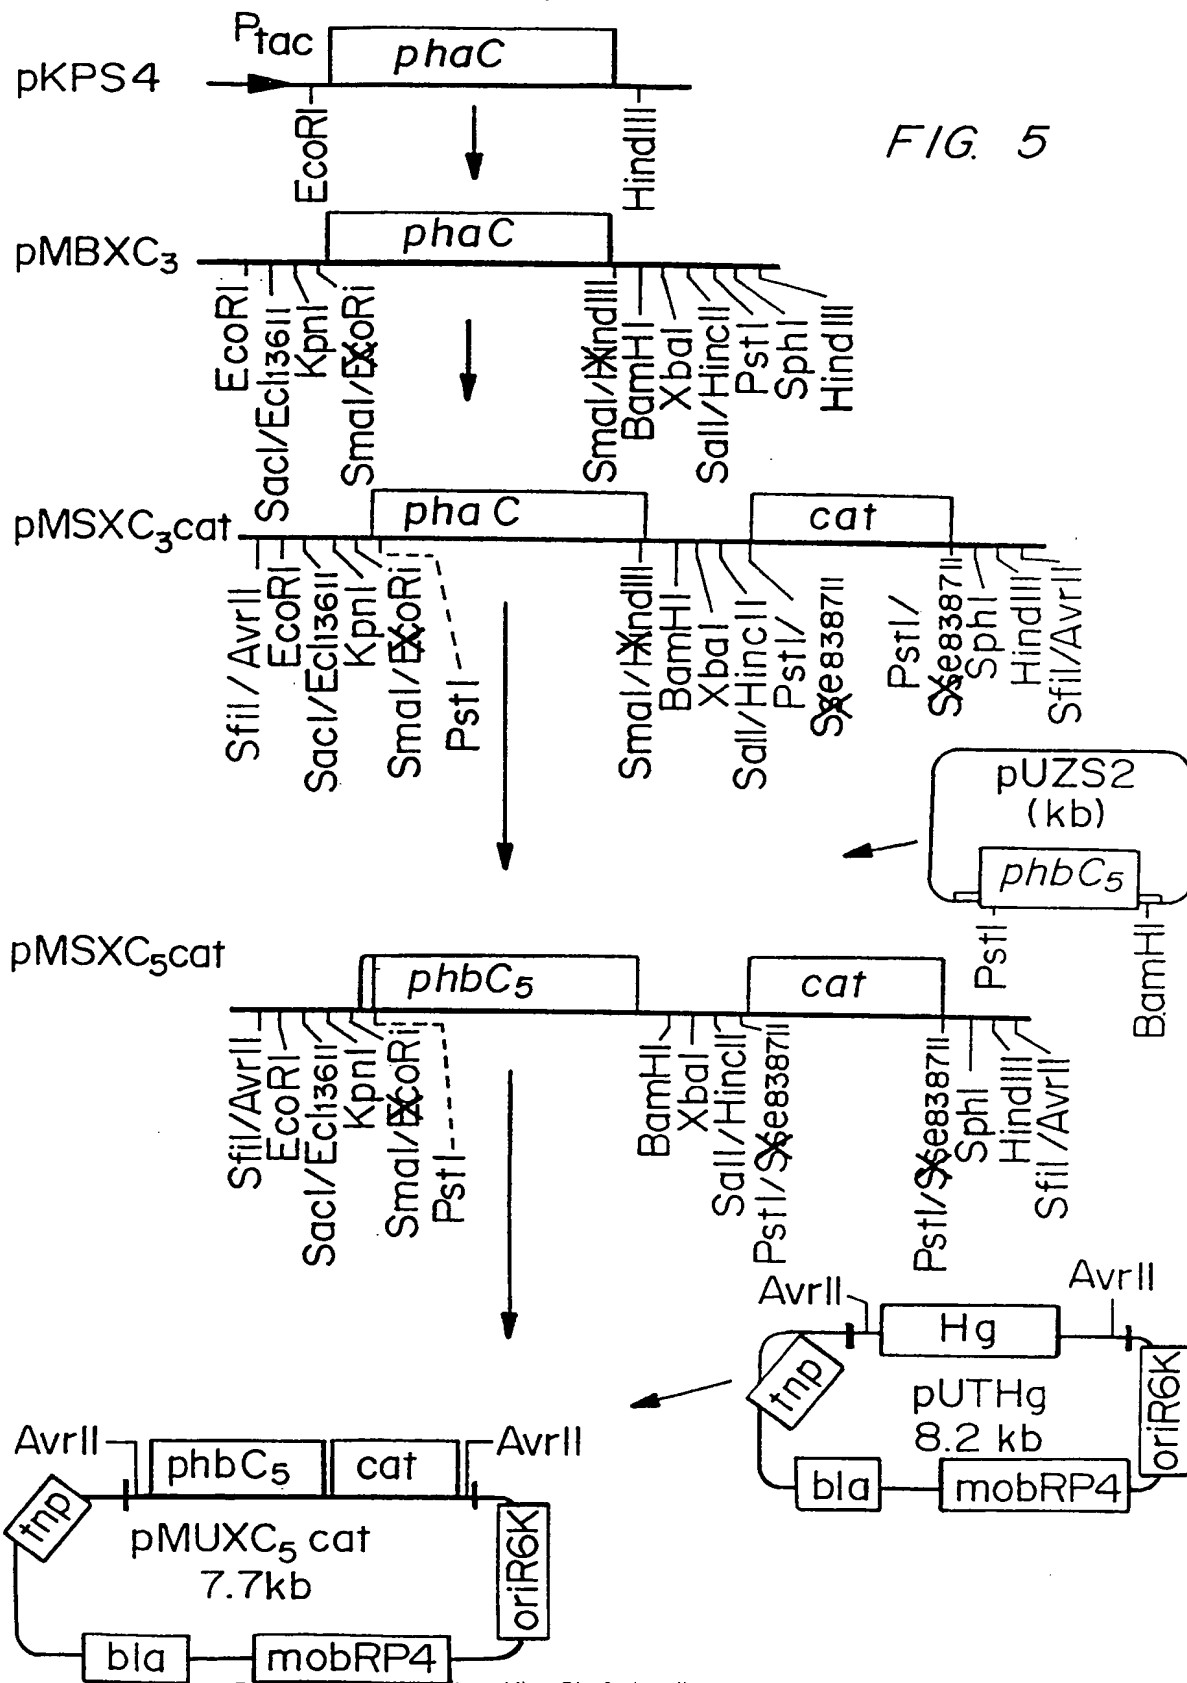 FIG. 5
pKPS4
Ptac
phaC
EcoRI
HindIII
pMBXC3
phaC
EcoRI
SacI/Ecl136II
KpnI
SmaI/EcoRi
SmaI/HindIII
BamHI
XbaI
SalI/HincII
PstI
SphI
HindIII
pMSXC3cat
phaC
cat
SfiI/AvrII
EcoRI
SacI/Ecl136II
KpnI
SmaI/EcoRi
PstI
SmaI/HindIII
BamHI
XbaI
SalI/HincII
PstI/
Sse8387II
PstI/
Sse8387II
SphI
HindIII
SfiI/AvrII
pUZS2
(kb)
phbC5
PstI
BamHI
pMSXC5cat
phbC5
cat
SfiI/AvrII
EcoRI
SacI/Ecl136II
KpnI
SmaI/EcoRi
PstI
BamHI
XbaI
SalI/HincII
PstI/Sse8387II
PstI/Sse8387II
SphI
HindIII
SfiI/AvrII
AvrII
AvrII
Hg
tnp
pUTHg
8.2 kb
oriR6K
bla
mobRP4
AvrII
AvrII
phbC5
cat
tnp
pMUXC5 cat
7.7kb
oriR6K
bla
mobRP4